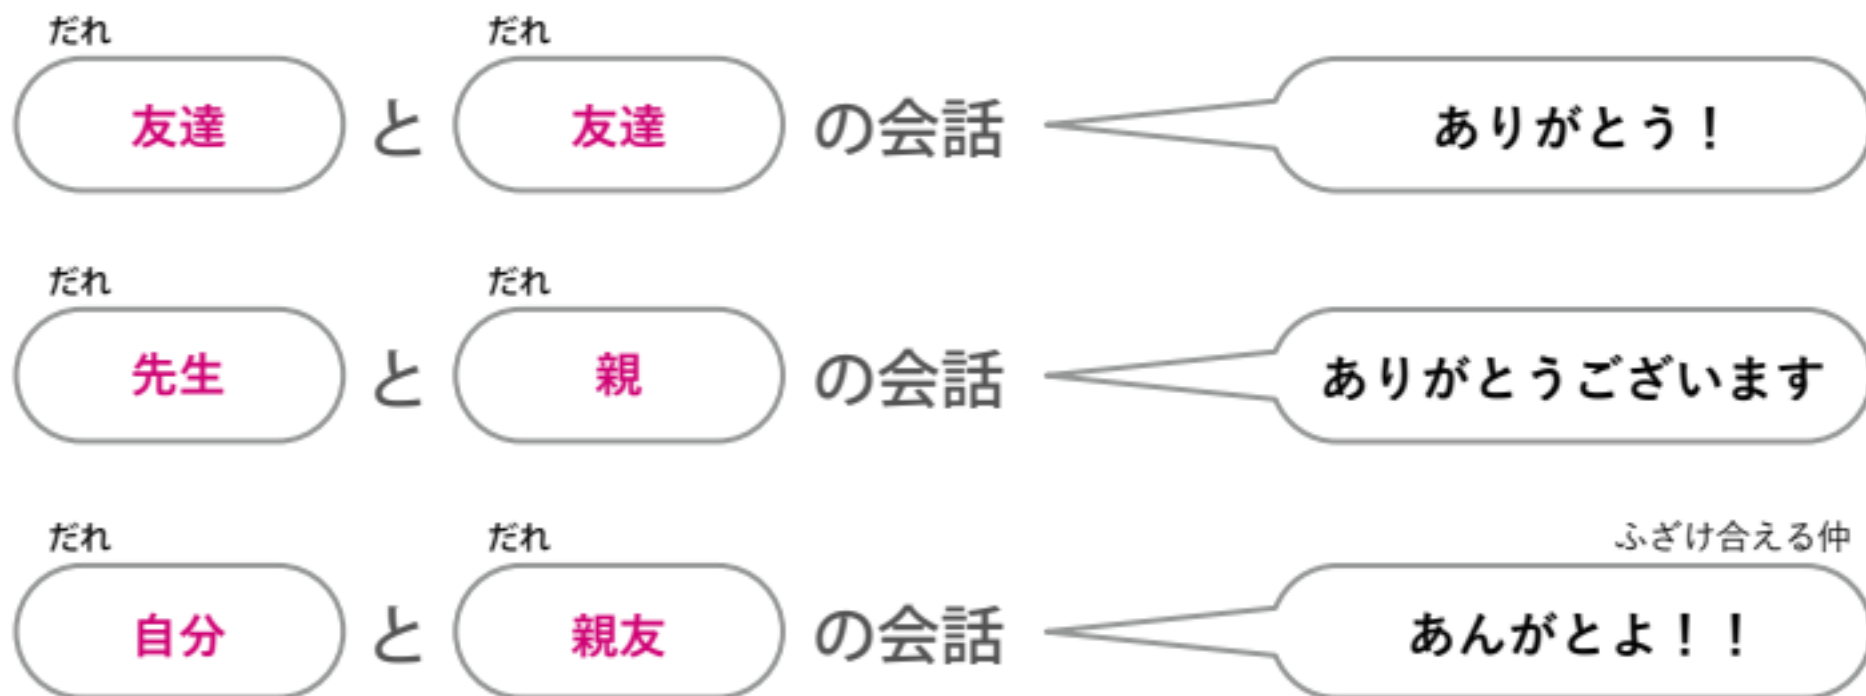 だれ だれ
友達 と 友達 の会話 ありがとう！
だれ だれ
先生 と 親 の会話 ありがとうございます
だれ だれ ふざけ合える仲
自分 と 親友 の会話 あんがとよ！！